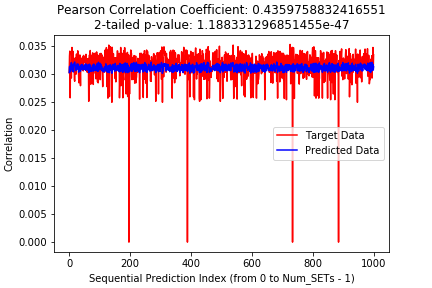 Pearson Correlation Coefficient: 0.4359758832416551
2-tailed p-value: 1.188331296851455e-47
0.035
0.030
0.025
0.020
0.015
0.010
0.005
0.000
Correlation
Target Data
Predicted Data
0 200 400 600 800 1000
Sequential Prediction Index (from 0 to Num_SETs - 1)